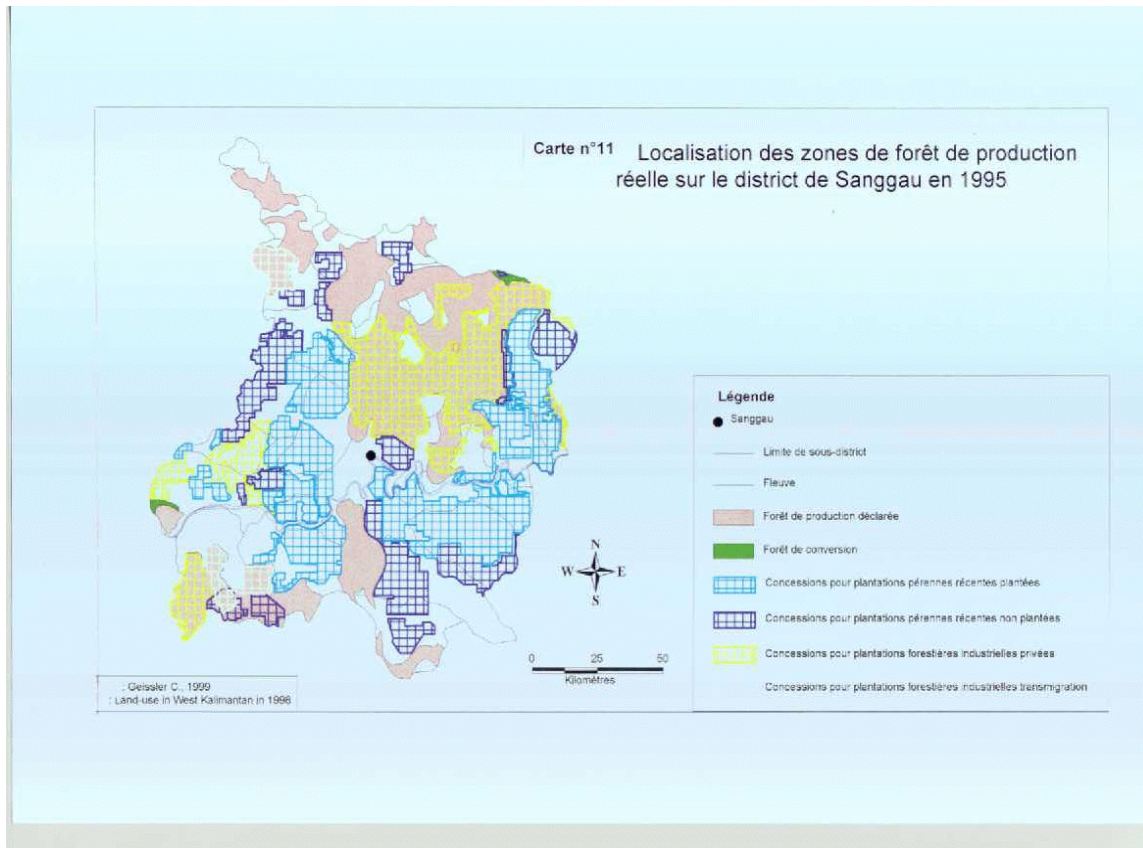 Carte n°11 Localisation des zones de forêt de production
réelle sur le district de Sanggau en 1995
Légende
Sanggau
Limite de sous-district
Fleuve
Forêt de production déclarée
Forêt de conversion
Concessions pour plantations pérennes récentes plantées
Concessions pour plantations pérennes récentes non plantées
Concessions pour plantations forestières industrielles privées
Concessions pour plantations forestières industrielles transmigration
N
W E
S
0 25 50
Kilomètres
: Geissler C., 1999
: Land-use in West Kalimantan in 1996